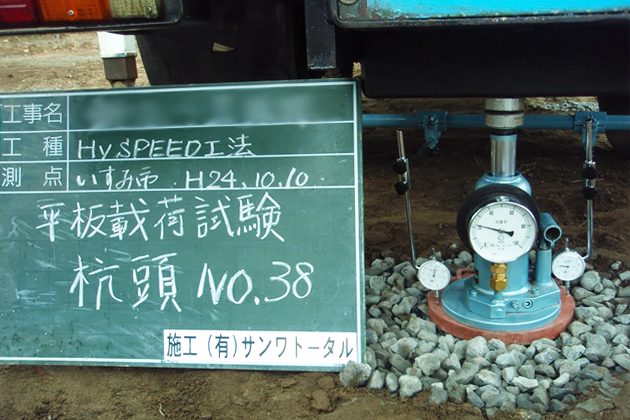 工事名
工種 HySPEED工法
測点 いすみ市 H24.10.10
平板載荷試験
杭頭 NO.38
施工(有)サンワトータル